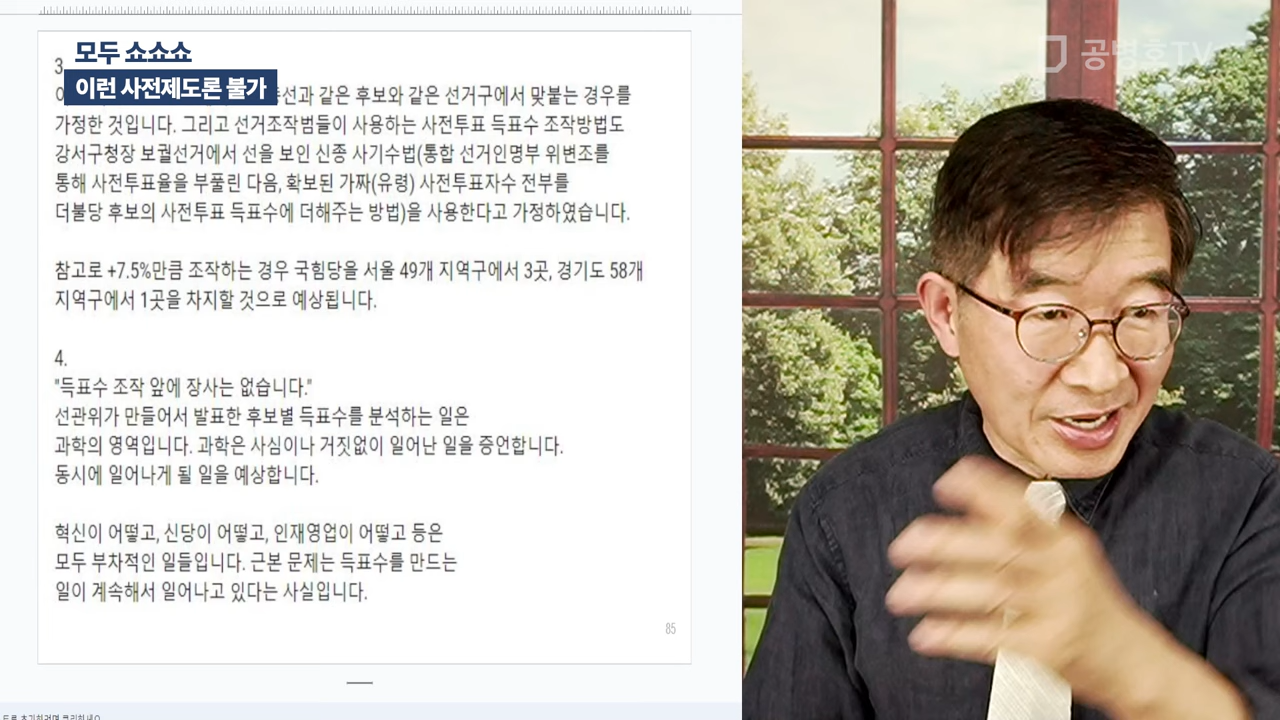 모두 쇼쇼쇼
이런 사전제도론 불가
공병호TV
3
선과 같은 후보와 같은 선거구에서 맞붙는 경우를
가정한 것입니다. 그리고 선거조작범들이 사용하는 사전투표 득표수 조작방법도
강서구청장 보궐선거에서 선을 보인 신종 사기수법(통합 선거인명부 위변조를
통해 사전투표율을 부풀린 다음, 확보된 가짜(유령) 사전투표자수 전부를
더불당 후보의 사전투표 득표수에 더해주는 방법)을 사용한다고 가정하였습니다.
참고로 +7.5%만큼 조작하는 경우 국힘당을 서울 49개 지역구에서 3곳, 경기도 58개
지역구에서 1곳을 차지할 것으로 예상됩니다.
4.
"득표수 조작 앞에 장사는 없습니다."
선관위가 만들어서 발표한 후보별 득표수를 분석하는 일은
과학의 영역입니다. 과학은 사심이나 거짓없이 일어난 일을 증언합니다.
동시에 일어나게 될 일을 예상합니다.
혁신이 어떻고, 신당이 어떻고, 인재영업이 어떻고 등은
모두 부차적인 일들입니다. 근본 문제는 득표수를 만드는
일이 계속해서 일어나고 있다는 사실입니다.
85